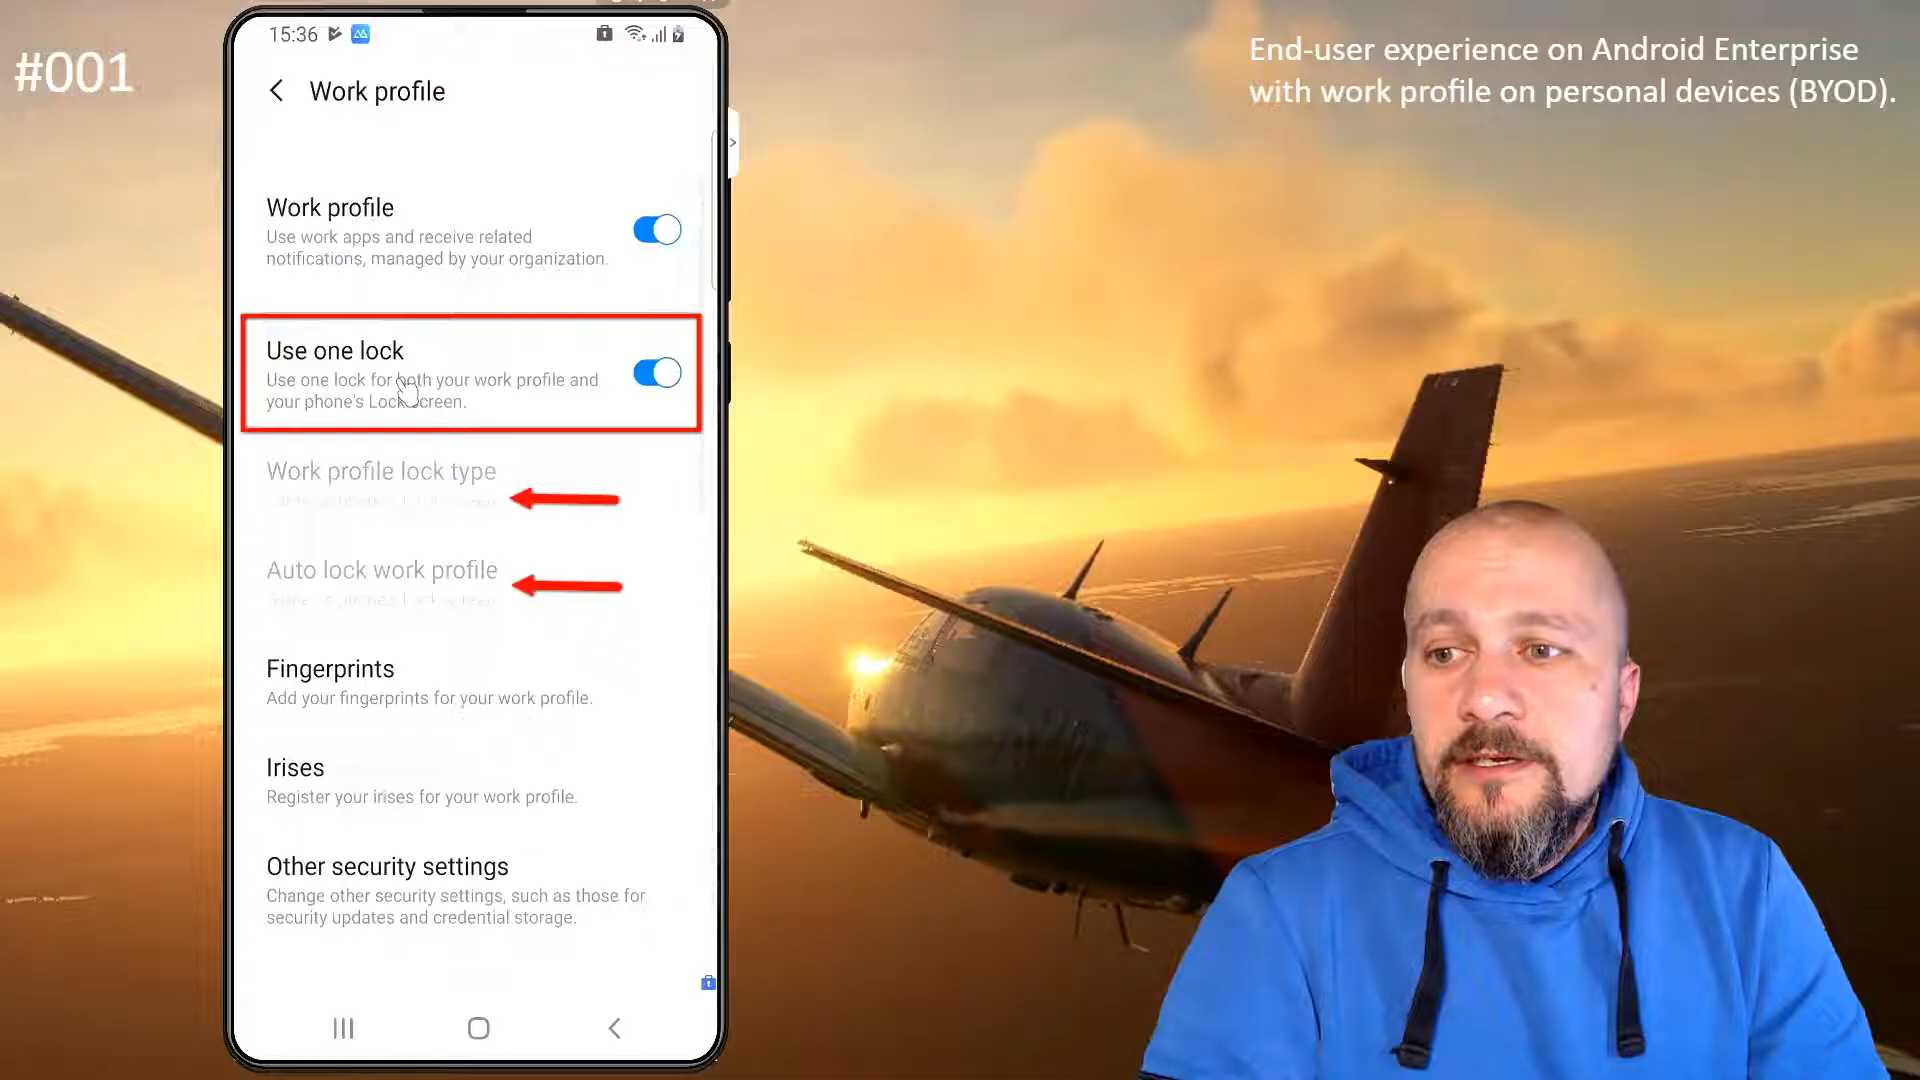 #001
End-user experience on Android Enterprise
with work profile on personal devices (BYOD).
15:36
Work profile
Work profile
Use work apps and receive related
notifications, managed by your organization.
Use one lock
Use one lock for both your work profile and
your phone's Lock screen.
Work profile lock type
Auto lock work profile
Fingerprints
Add your fingerprints for your work profile.
Irises
Register your irises for your work profile.
Other security settings
Change other security settings, such as those for
security updates and credential storage.